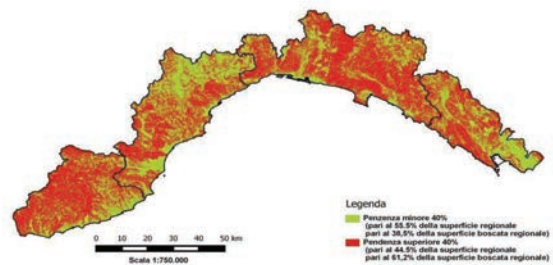 Legenda
Penzenza minore 40%
(pari al 55.5% della superficie regionale
pari al 38,5% della superficie boscata regionale)
Pendenza superiore 40%
(pari al 44.5% della superficie regionale
pari al 61,2% della superficie boscata regionale)
0 10 20 30 40 50 km
Scala 1:750.000